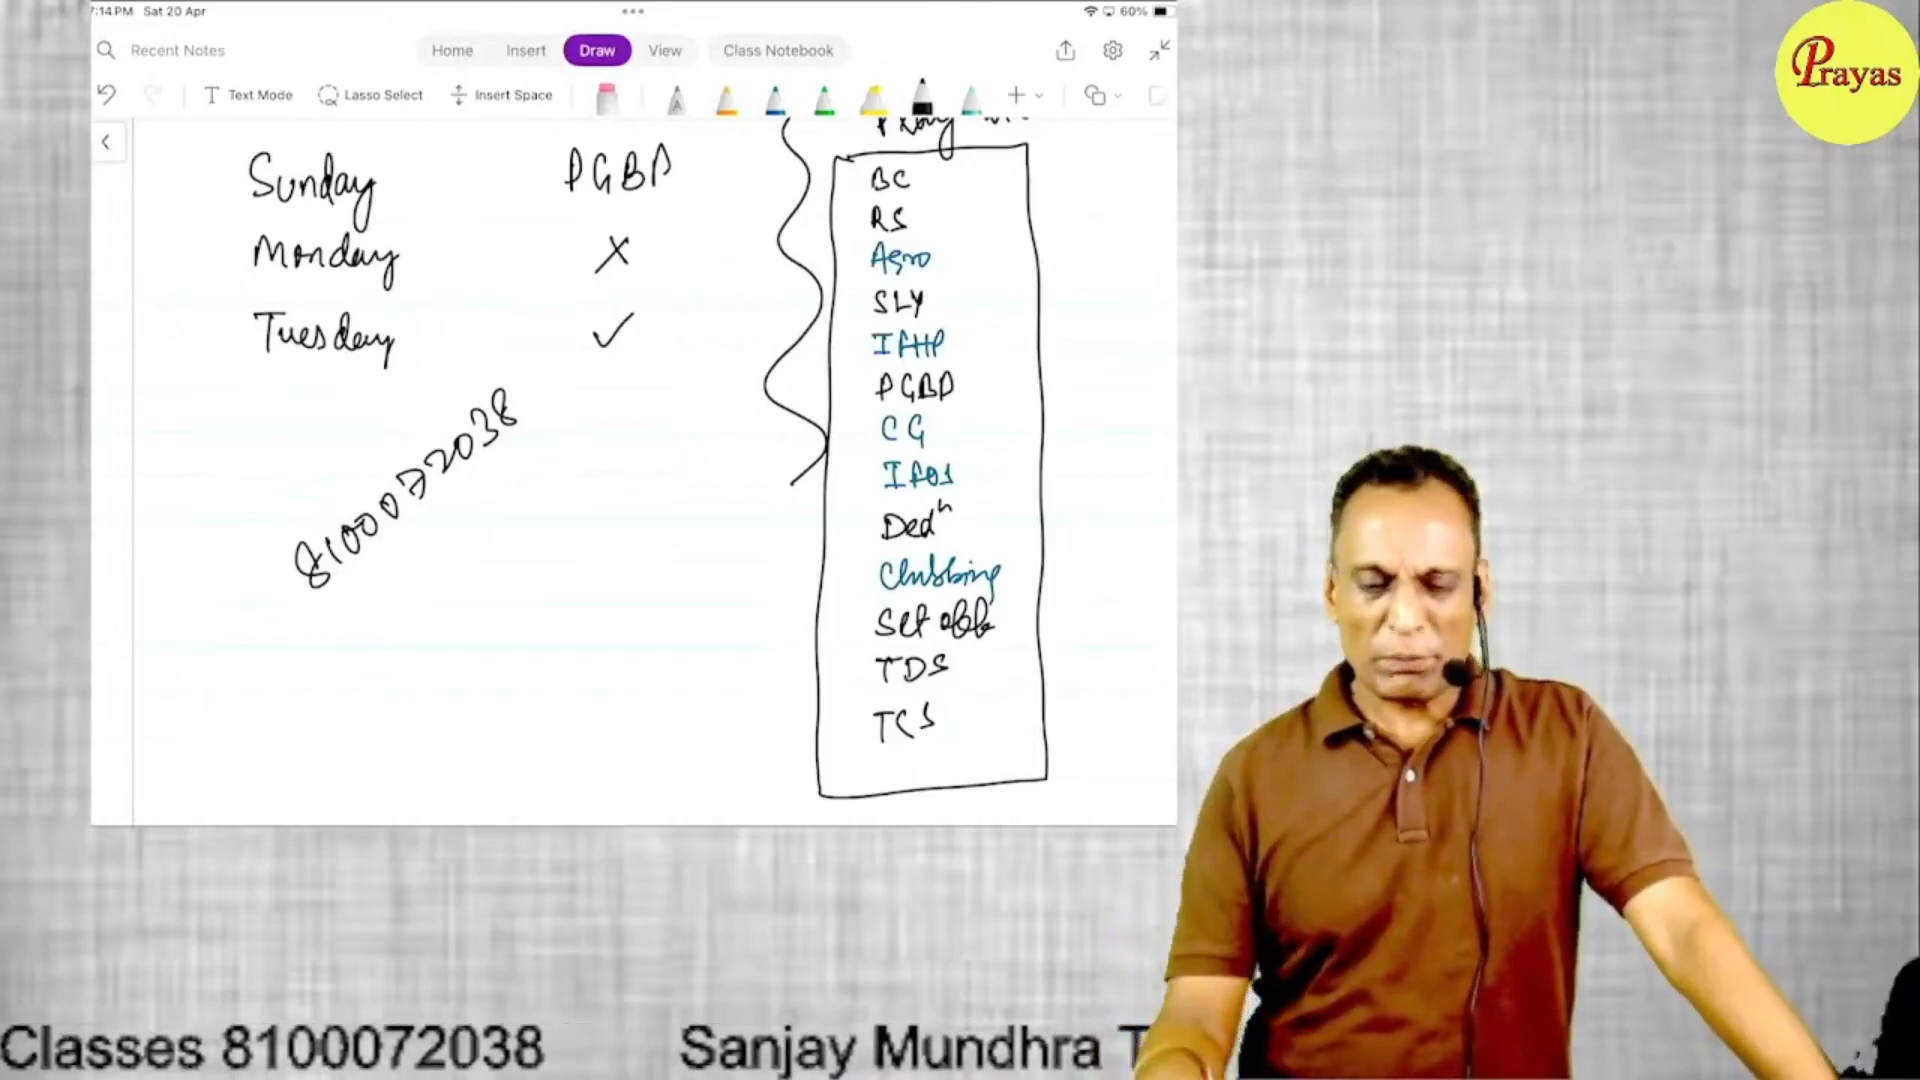 7:14 PM Sat 20 Apr
60%
Recent Notes
Home Insert Draw View Class Notebook
Text Mode Lasso Select Insert Space
Prayas
Sunday PGBP
Monday X
Tuesday ✓
8100072038
BC
RS
Agro
SLY
IFHP
PGBP
CG
IFOS
Dedⁿ
Clubbing
Set off
TDS
TCS
Classes 8100072038 Sanjay Mundhra T